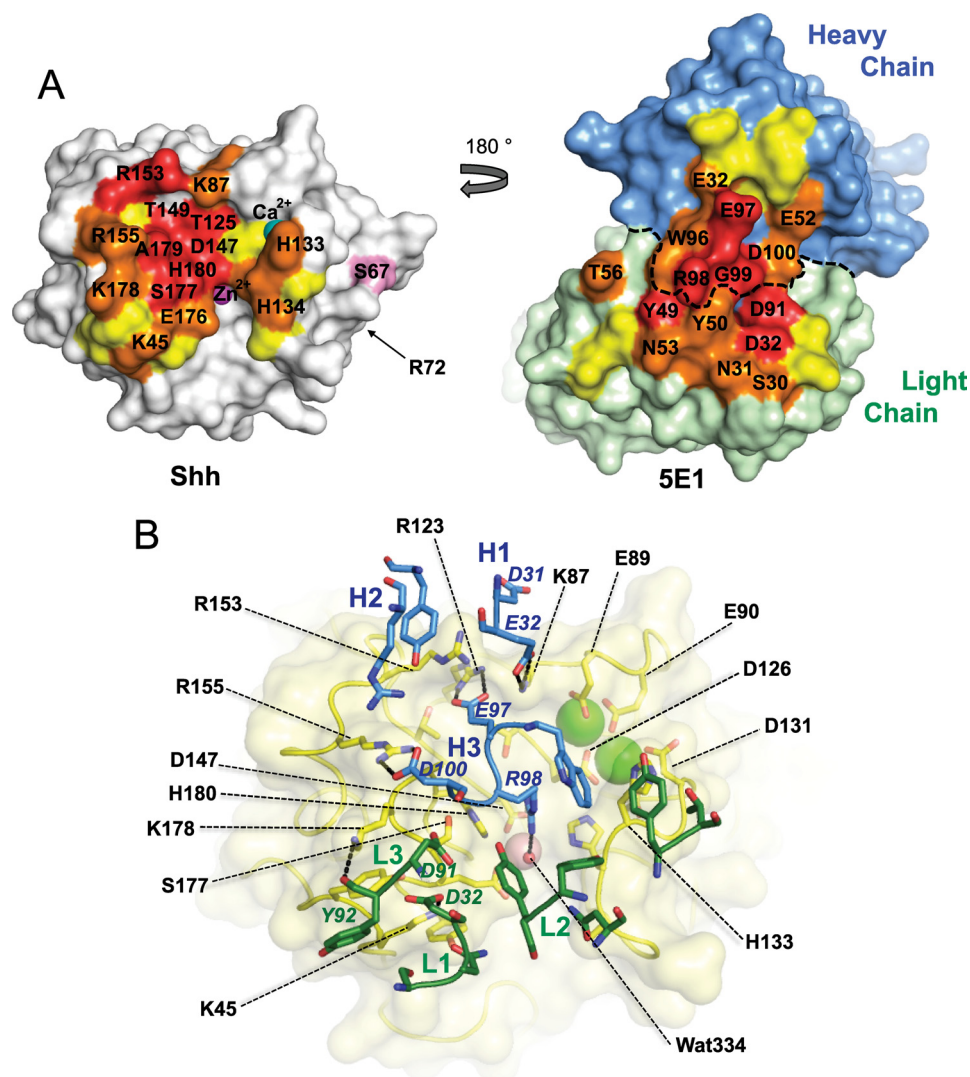 A
180 °
Heavy
Chain
R153
K87
T149
T125
Ca2+
R155
A179
D147
H133
H180
S67
K178
S177
Zn2+
H134
E176
K45
R72
Shh
E32
E97
E52
W96
D100
T56
R98
G99
Y49
Y50
D91
D32
N53
N31
S30
Light
Chain
5E1
B
R123
H1
D31
K87
E89
H2
E32
R153
E90
R155
E97
D126
H3
D147
D100
R98
D131
H180
K178
L3
D91
S177
D32
Y92
L2
H133
L1
K45
Wat334